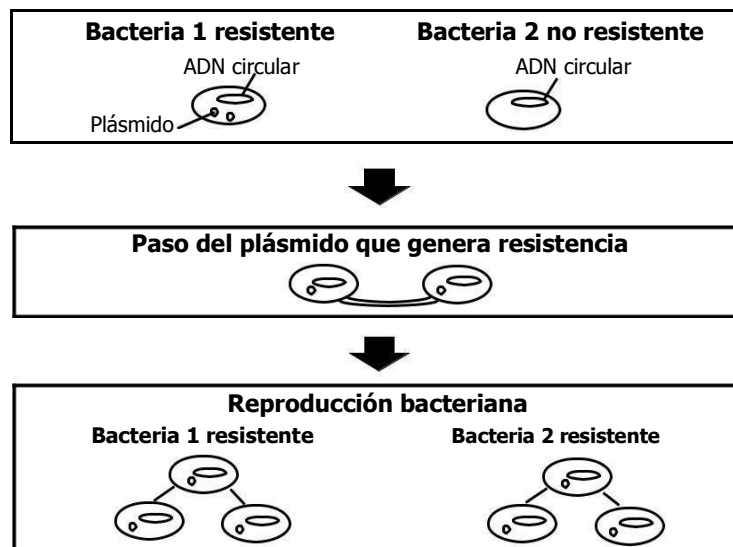 Bacteria 1 resistente
Bacteria 2 no resistente
ADN circular
ADN circular
Plásmido
Paso del plásmido que genera resistencia
Reproducción bacteriana
Bacteria 1 resistente
Bacteria 2 resistente